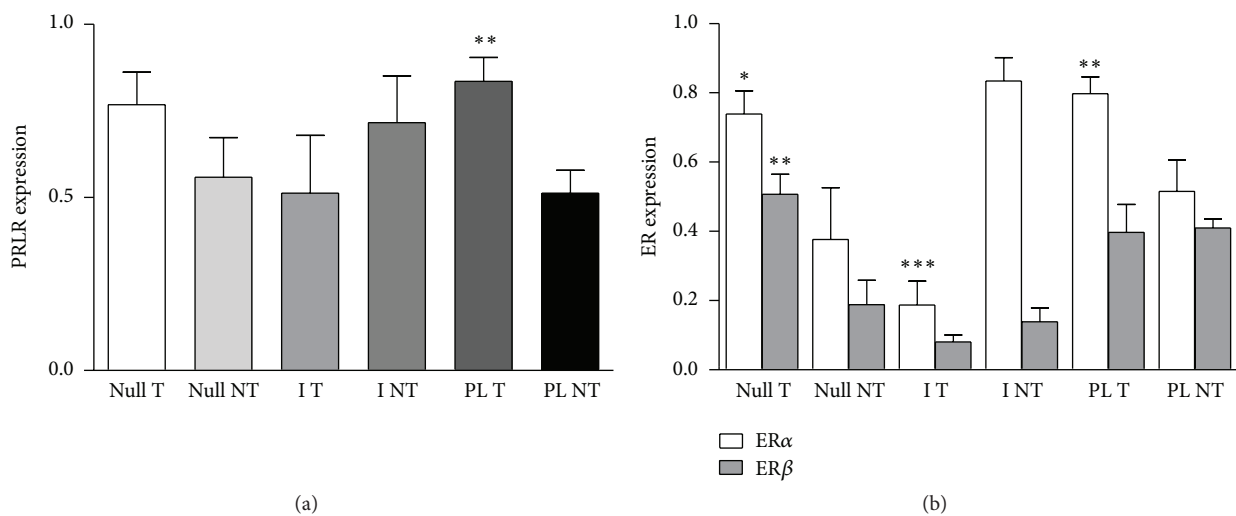 1.0
**
PRLR expression
0.5
0.0
Null T Null NT I T I NT PL T PL NT
(a)
1.0
0.8
0.6
0.4
0.2
0.0
ER expression
*
**
***
**
Null T Null NT I T I NT PL T PL NT
ERα
ERβ
(b)